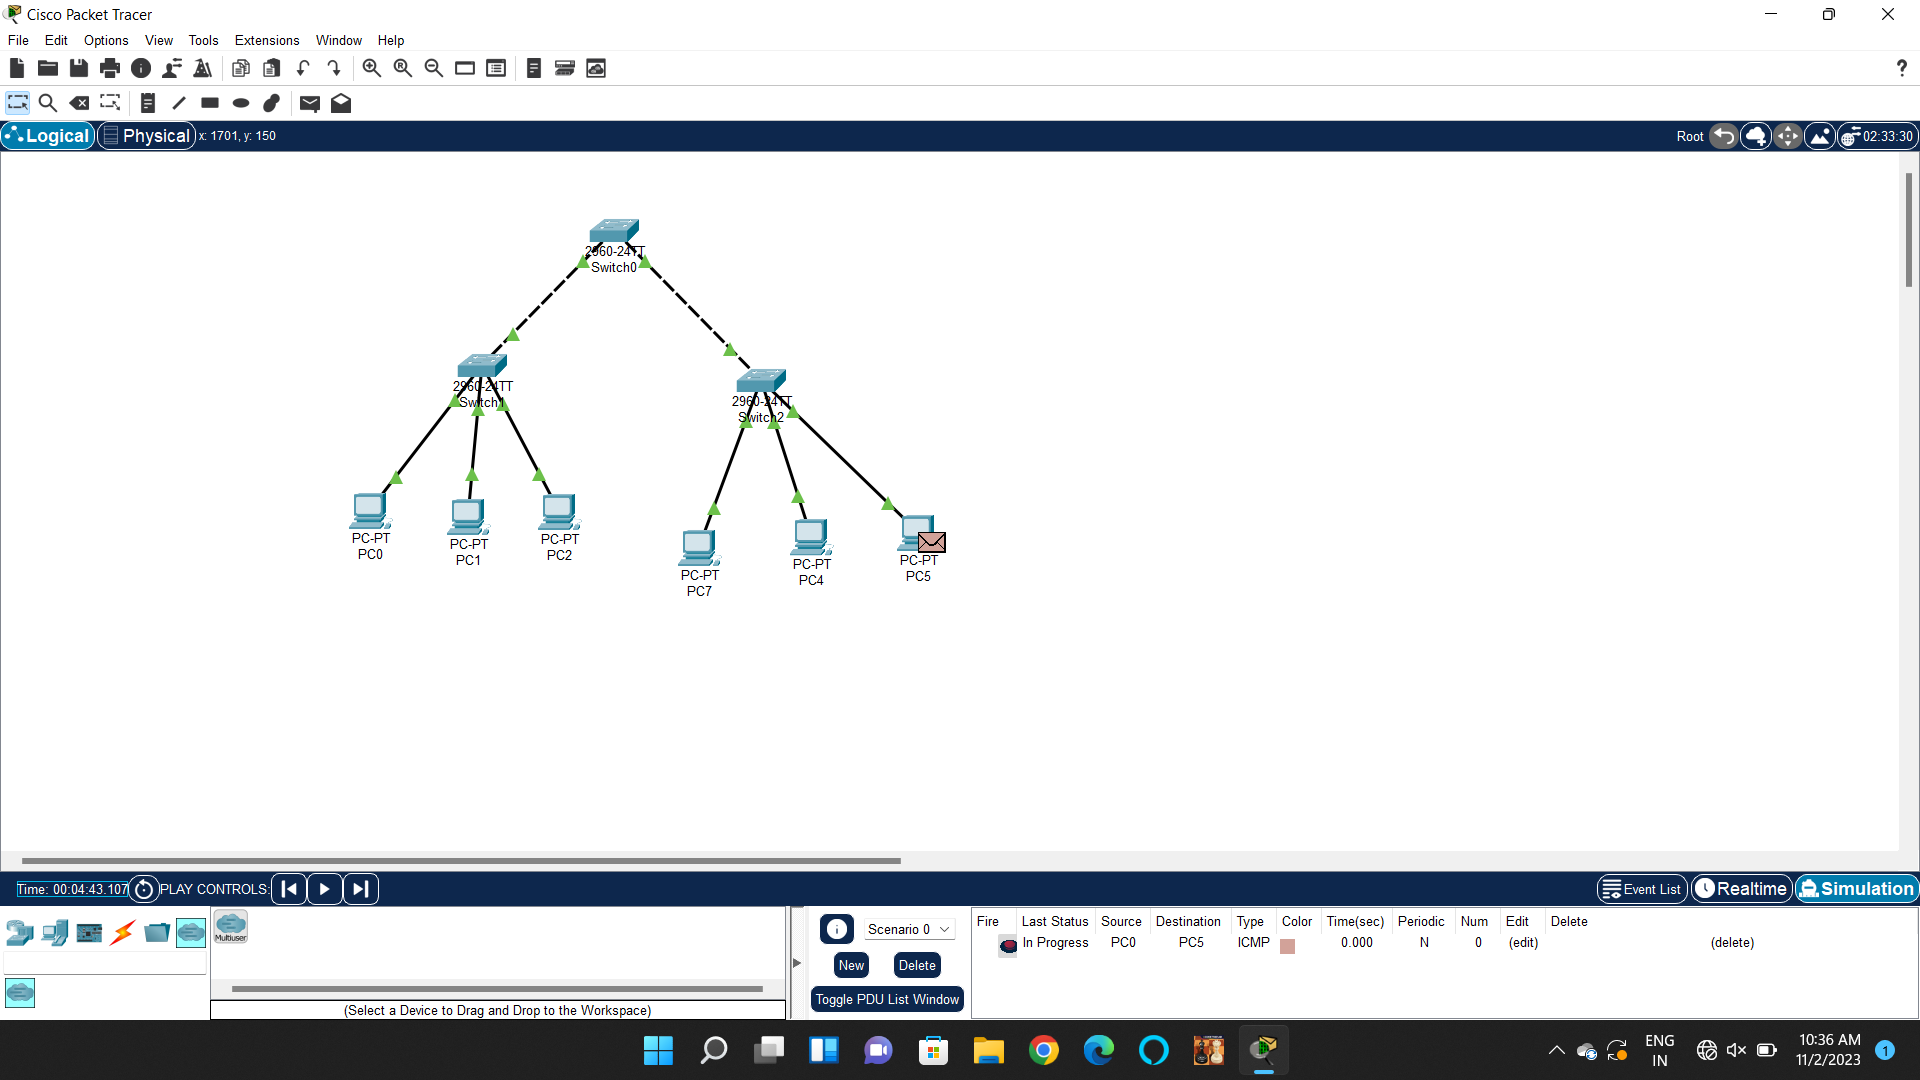 Cisco Packet Tracer
File Edit Options View Tools Extensions Window Help
?
Logical Physical x: 1701, y: 150 Root 02:33:30
2960-24TT
Switch0
2960-24TT
Switch1
2960-24TT
Switch2
PC-PT
PC0
PC-PT
PC1
PC-PT
PC2
PC-PT
PC7
PC-PT
PC4
PC-PT
PC5
Time: 00:04:43.107 PLAY CONTROLS: Event List Realtime Simulation
Multiuser
(Select a Device to Drag and Drop to the Workspace)
Scenario 0
New Delete
Toggle PDU List Window
Fire Last Status Source Destination Type Color Time(sec) Periodic Num Edit Delete
In Progress PC0 PC5 ICMP 0.000 N 0 (edit) (delete)
ENG
IN
10:36 AM
11/2/2023
1